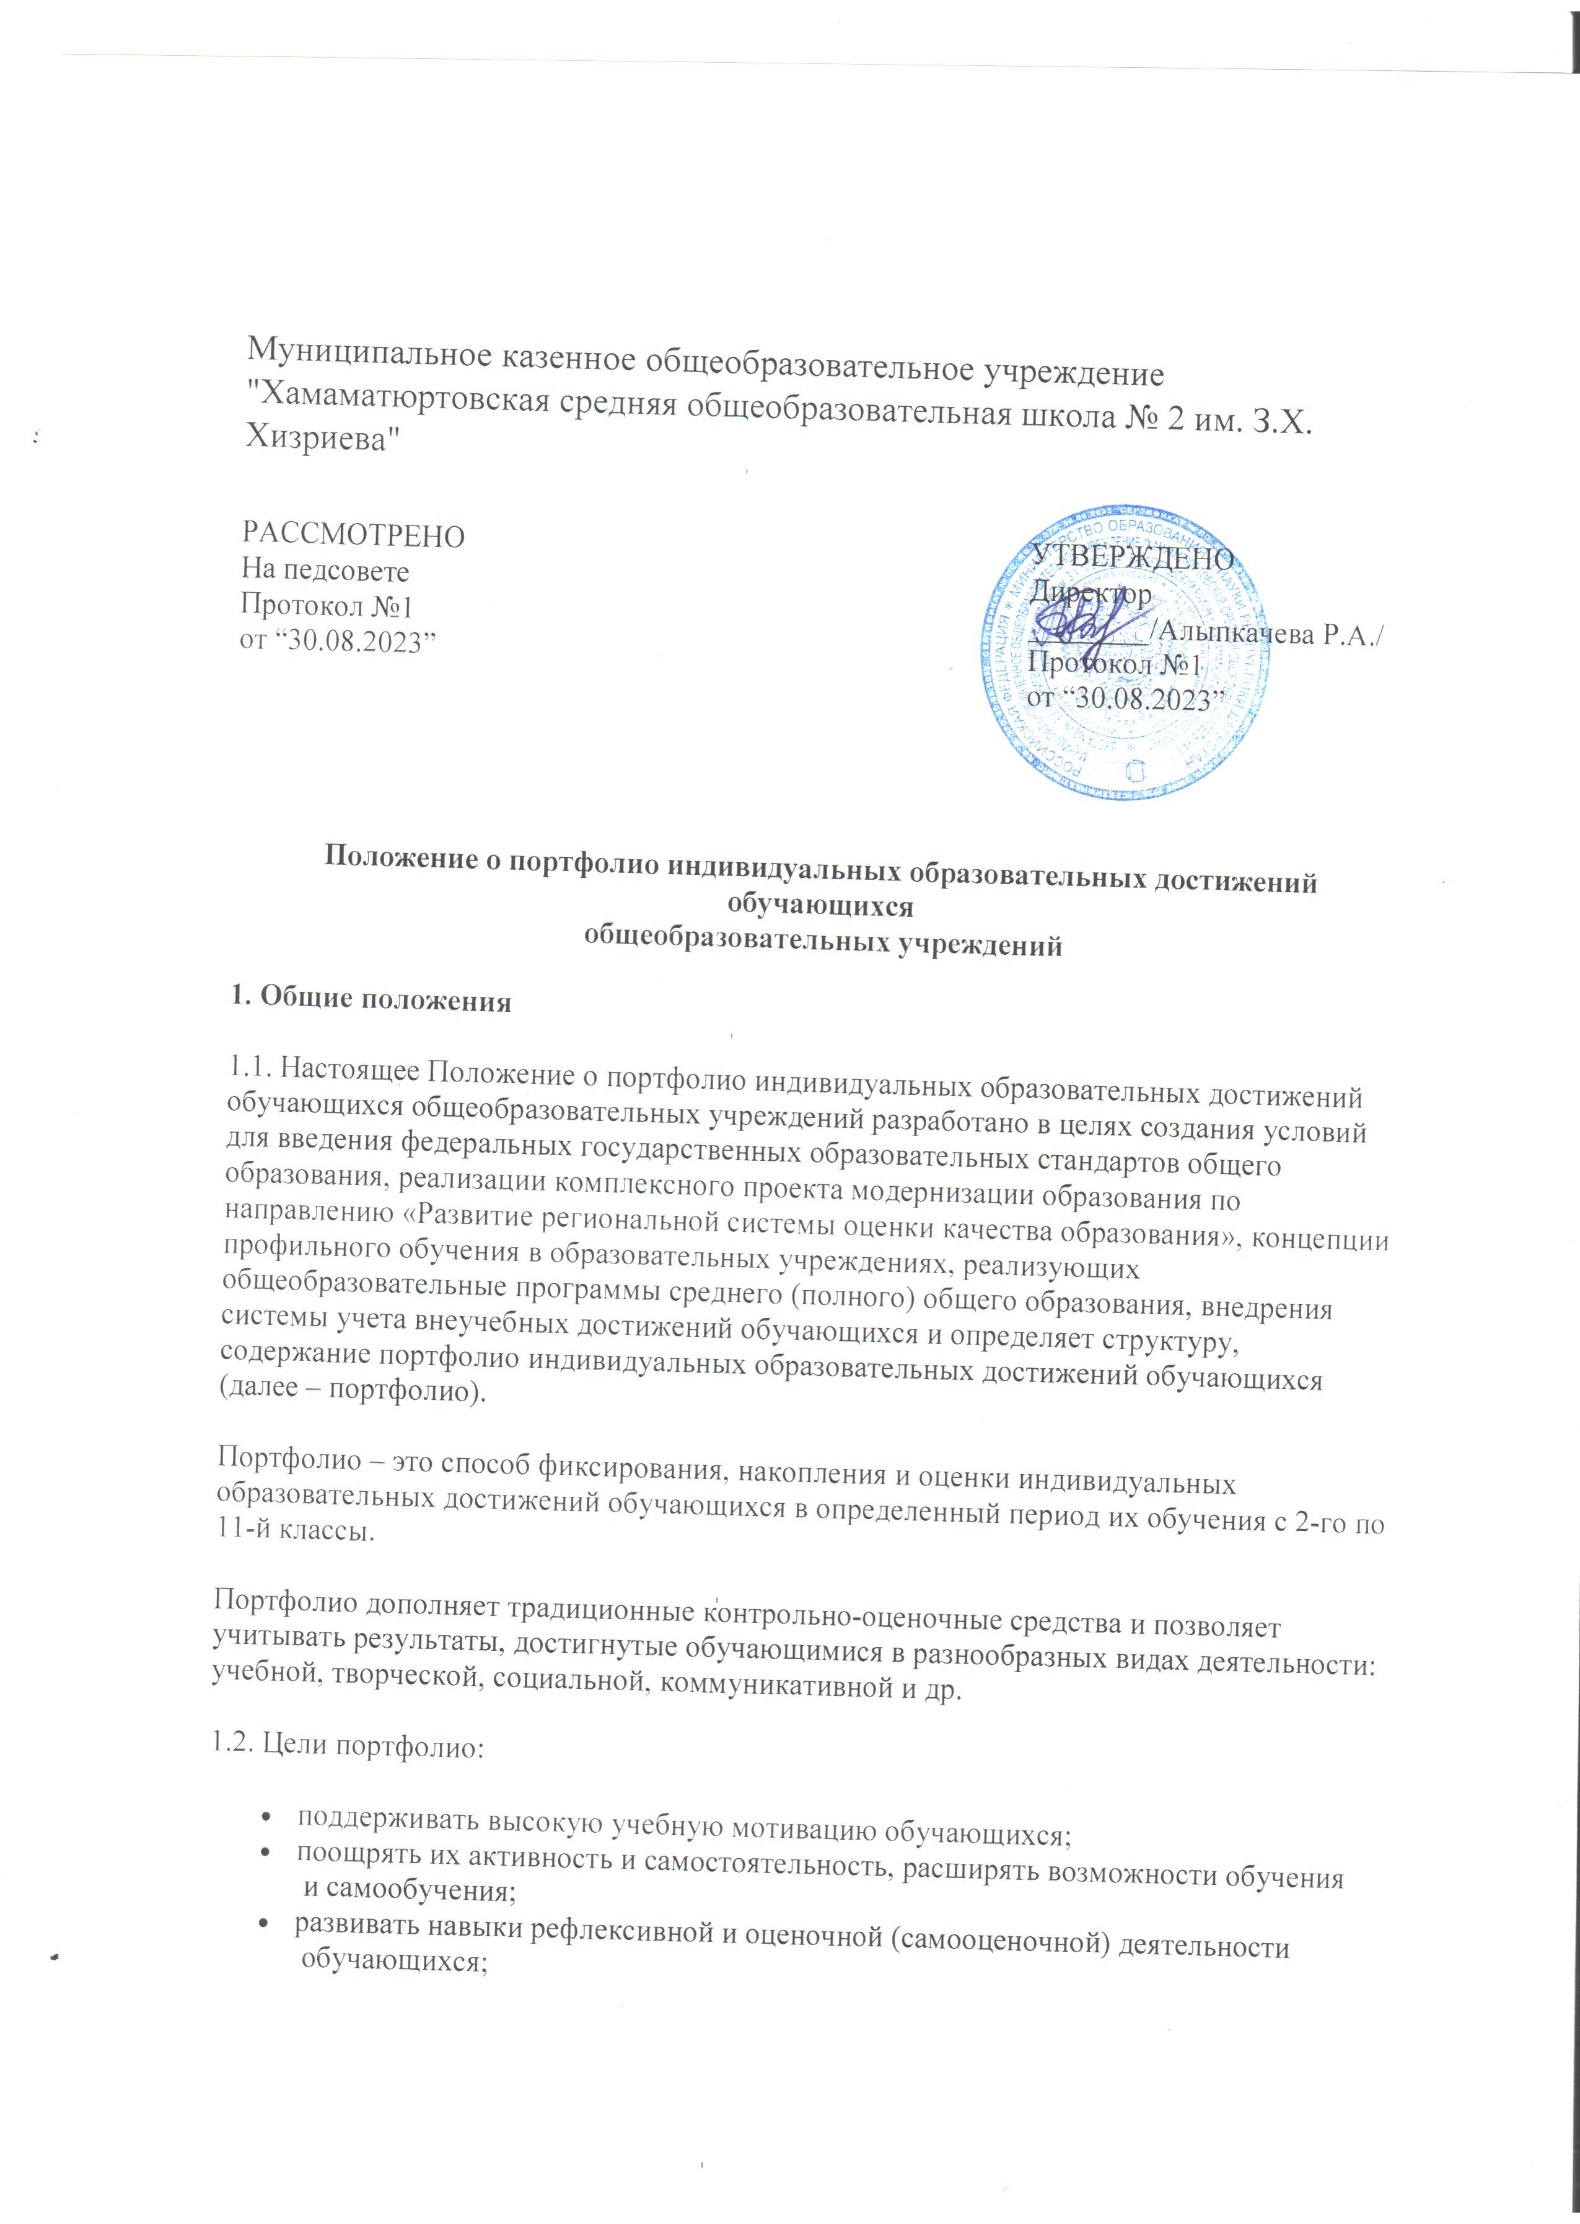 Муниципальное казенное общеобразовательное учреждение
"Хамаматюртовская средняя общеобразовательная школа № 2 им. З.Х.
Хизриева"
РАССМОТРЕНО
На педсовете
Протокол №1
от “30.08.2023”
УТВЕРЖДЕНО
Директор
/Алыпкачева Р.А./
Протокол №1
от “30.08.2023”
РОССИЙСКАЯ ФЕДЕРАЦИЯ * МИНИСТЕРСТВО ОБРАЗОВАНИЯ НАУКИ
Положение о портфолио индивидуальных образовательных достижений
обучающихся
общеобразовательных учреждений
1. Общие положения
1.1. Настоящее Положение о портфолио индивидуальных образовательных достижений
обучающихся общеобразовательных учреждений разработано в целях создания условий
для введения федеральных государственных образовательных стандартов общего
образования, реализации комплексного проекта модернизации образования по
направлению «Развитие региональной системы оценки качества образования», концепции
профильного обучения в образовательных учреждениях, реализующих
общеобразовательные программы среднего (полного) общего образования, внедрения
системы учета внеучебных достижений обучающихся и определяет структуру,
содержание портфолио индивидуальных образовательных достижений обучающихся
(далее – портфолио).
Портфолио – это способ фиксирования, накопления и оценки индивидуальных
образовательных достижений обучающихся в определенный период их обучения с 2-го по
11-й классы.
Портфолио дополняет традиционные контрольно-оценочные средства и позволяет
учитывать результаты, достигнутые обучающимися в разнообразных видах деятельности:
учебной, творческой, социальной, коммуникативной и др.
1.2. Цели портфолио:
• поддерживать высокую учебную мотивацию обучающихся;
• поощрять их активность и самостоятельность, расширять возможности обучения
и самообучения;
• развивать навыки рефлексивной и оценочной (самооценочной) деятельности
обучающихся;